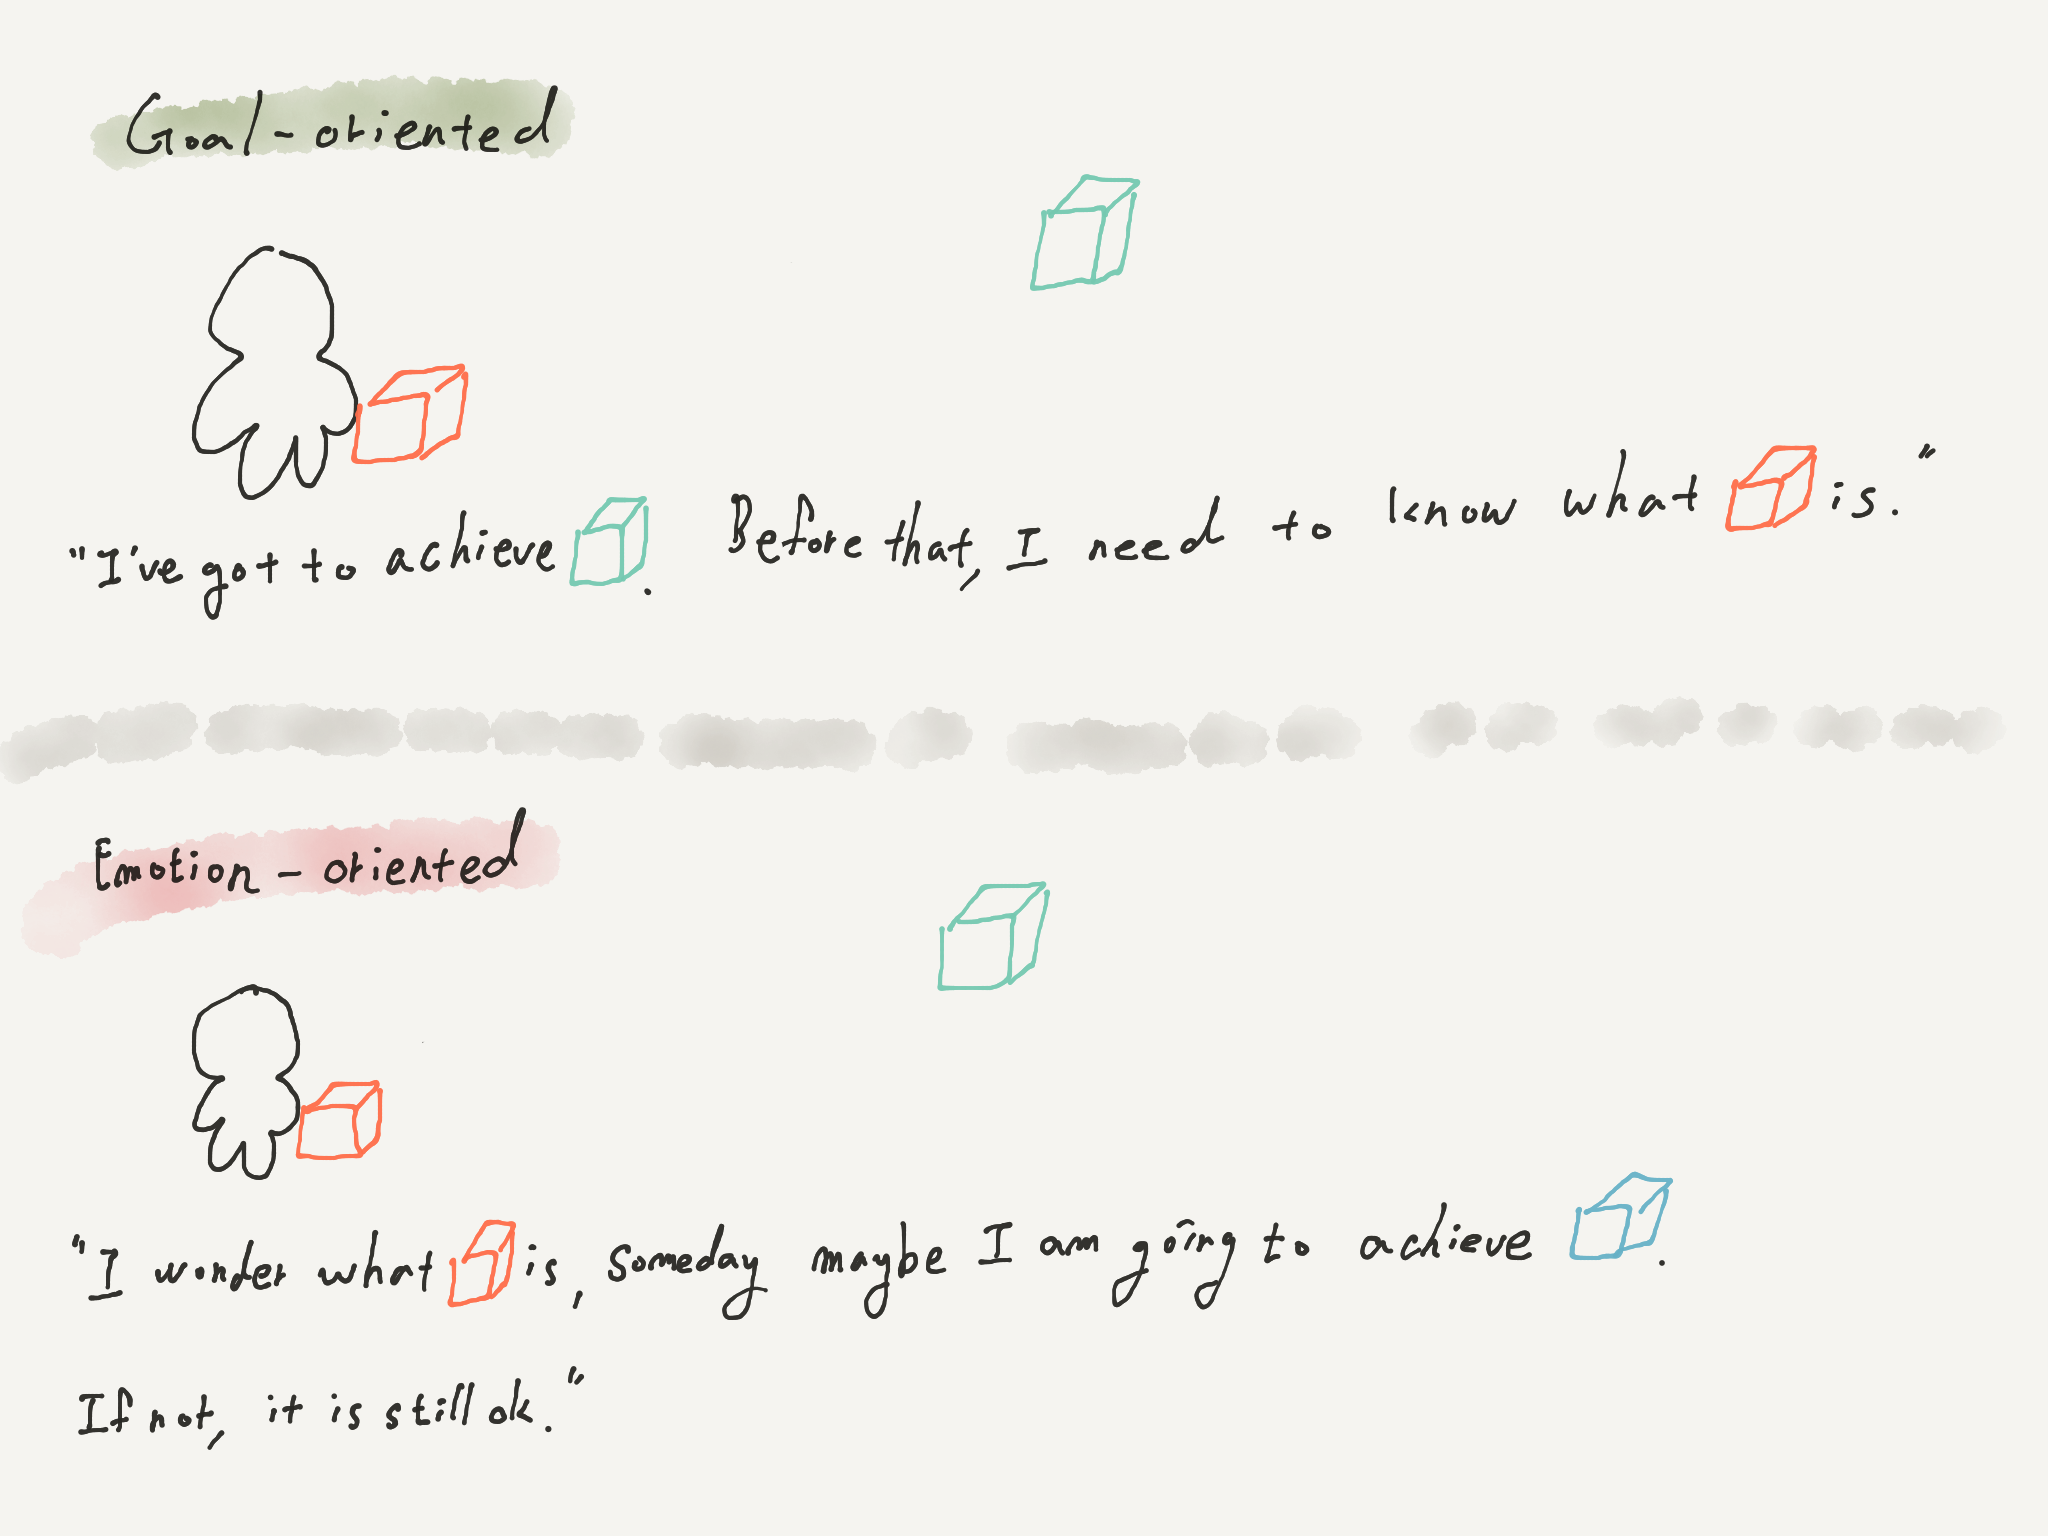 Goal-oriented
"I've got to achieve . Before that, I need to know what is."
Emotion-oriented
"I wonder what is, someday maybe I am going to achieve .
If not, it is still ok."